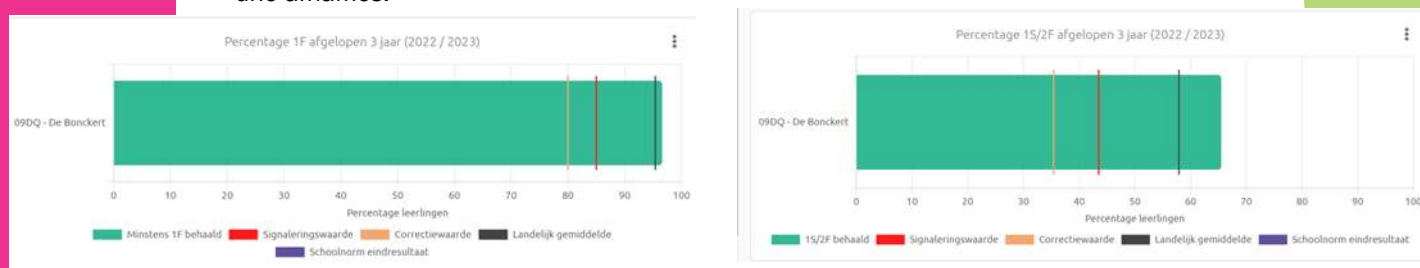 Percentage 1F afgelopen 3 jaar (2022 / 2023)
09DQ - De Bonckert
0 10 20 30 40 50 60 70 80 90 100
Percentage leerlingen
Minstens 1F behaald Signaleringswaarde Correctiewaarde Landelijk gemiddelde
Schoolnorm eindresultaat
Percentage 1S/2F afgelopen 3 jaar (2022 / 2023)
09DQ - De Bonckert
0 10 20 30 40 50 60 70 80 90 100
Percentage leerlingen
1S/2F behaald Signaleringswaarde Correctiewaarde Landelijk gemiddelde Schoolnorm eindresultaat